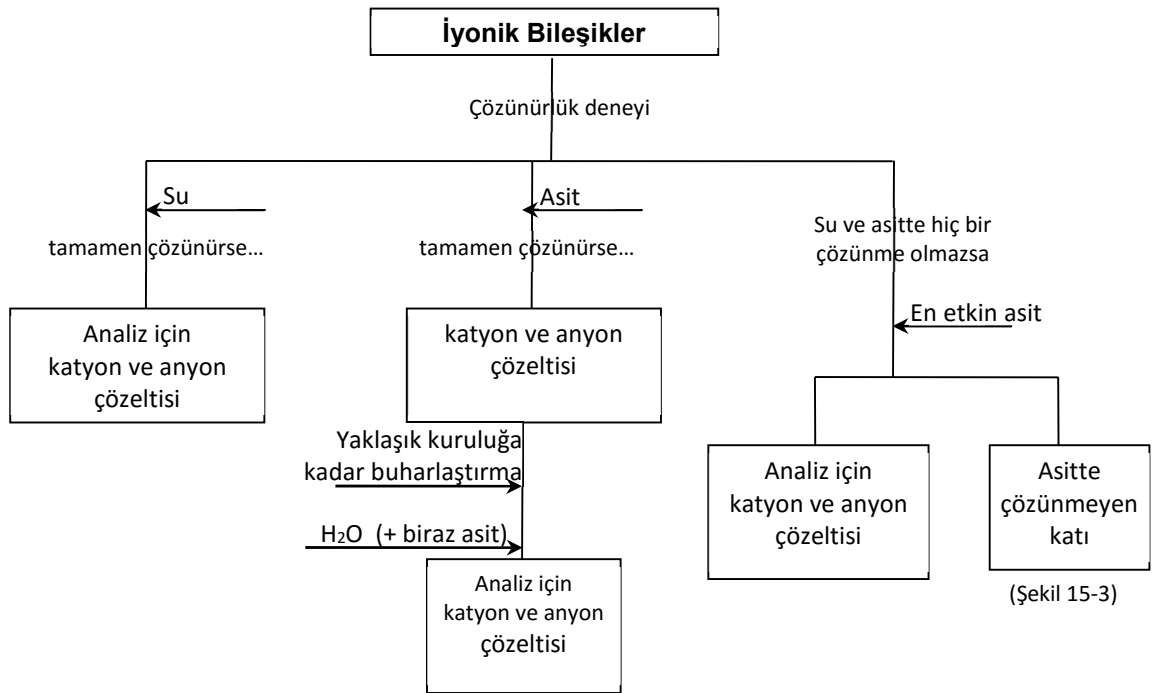 İyonik Bileşikler
Çözünürlük deneyi
Su
tamamen çözünürse...
Analiz için
katyon ve anyon
çözeltisi
Asit
tamamen çözünürse...
katyon ve anyon
çözeltisi
Yaklaşık kuruluğa
kadar buharlaştırma
H₂O (+ biraz asit)
Analiz için
katyon ve anyon
çözeltisi
Su ve asitte hiç bir
çözünme olmazsa
En etkin asit
Analiz için
katyon ve anyon
çözeltisi
Asitte
çözünmeyen
katı
(Şekil 15-3)